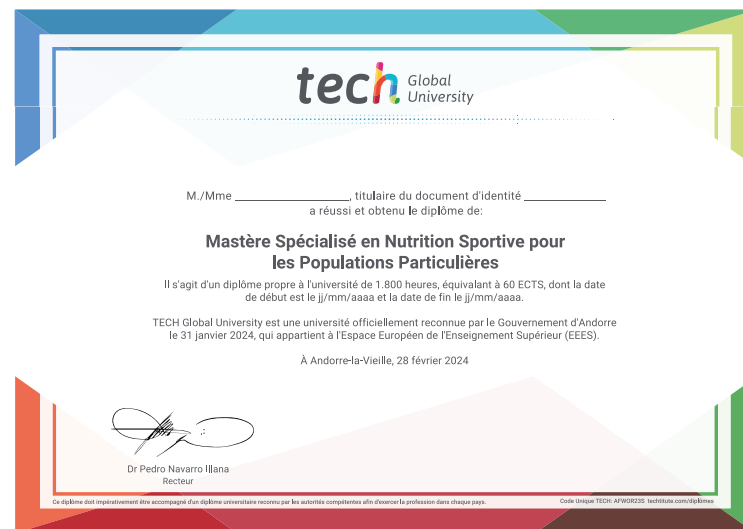 tech Global
University
M./Mme ____________________, titulaire du document d'identité ______________
a réussi et obtenu le diplôme de:
Mastère Spécialisé en Nutrition Sportive pour
les Populations Particulières
Il s'agit d'un diplôme propre à l'université de 1.800 heures, équivalant à 60 ECTS, dont la date
de début est le jj/mm/aaaa et la date de fin le jj/mm/aaaa.
TECH Global University est une université officiellement reconnue par le Gouvernement d'Andorre
le 31 janvier 2024, qui appartient à l'Espace Européen de l'Enseignement Supérieur (EEES).
À Andorre-la-Vieille, 28 février 2024
Dr Pedro Navarro Illana
Recteur
Ce diplôme doit impérativement être accompagné d'un diplôme universitaire reconnu par les autorités compétentes afin d'exercer la profession dans chaque pays.
Code Unique TECH: AFWOR23S techtitute.com/diplômes